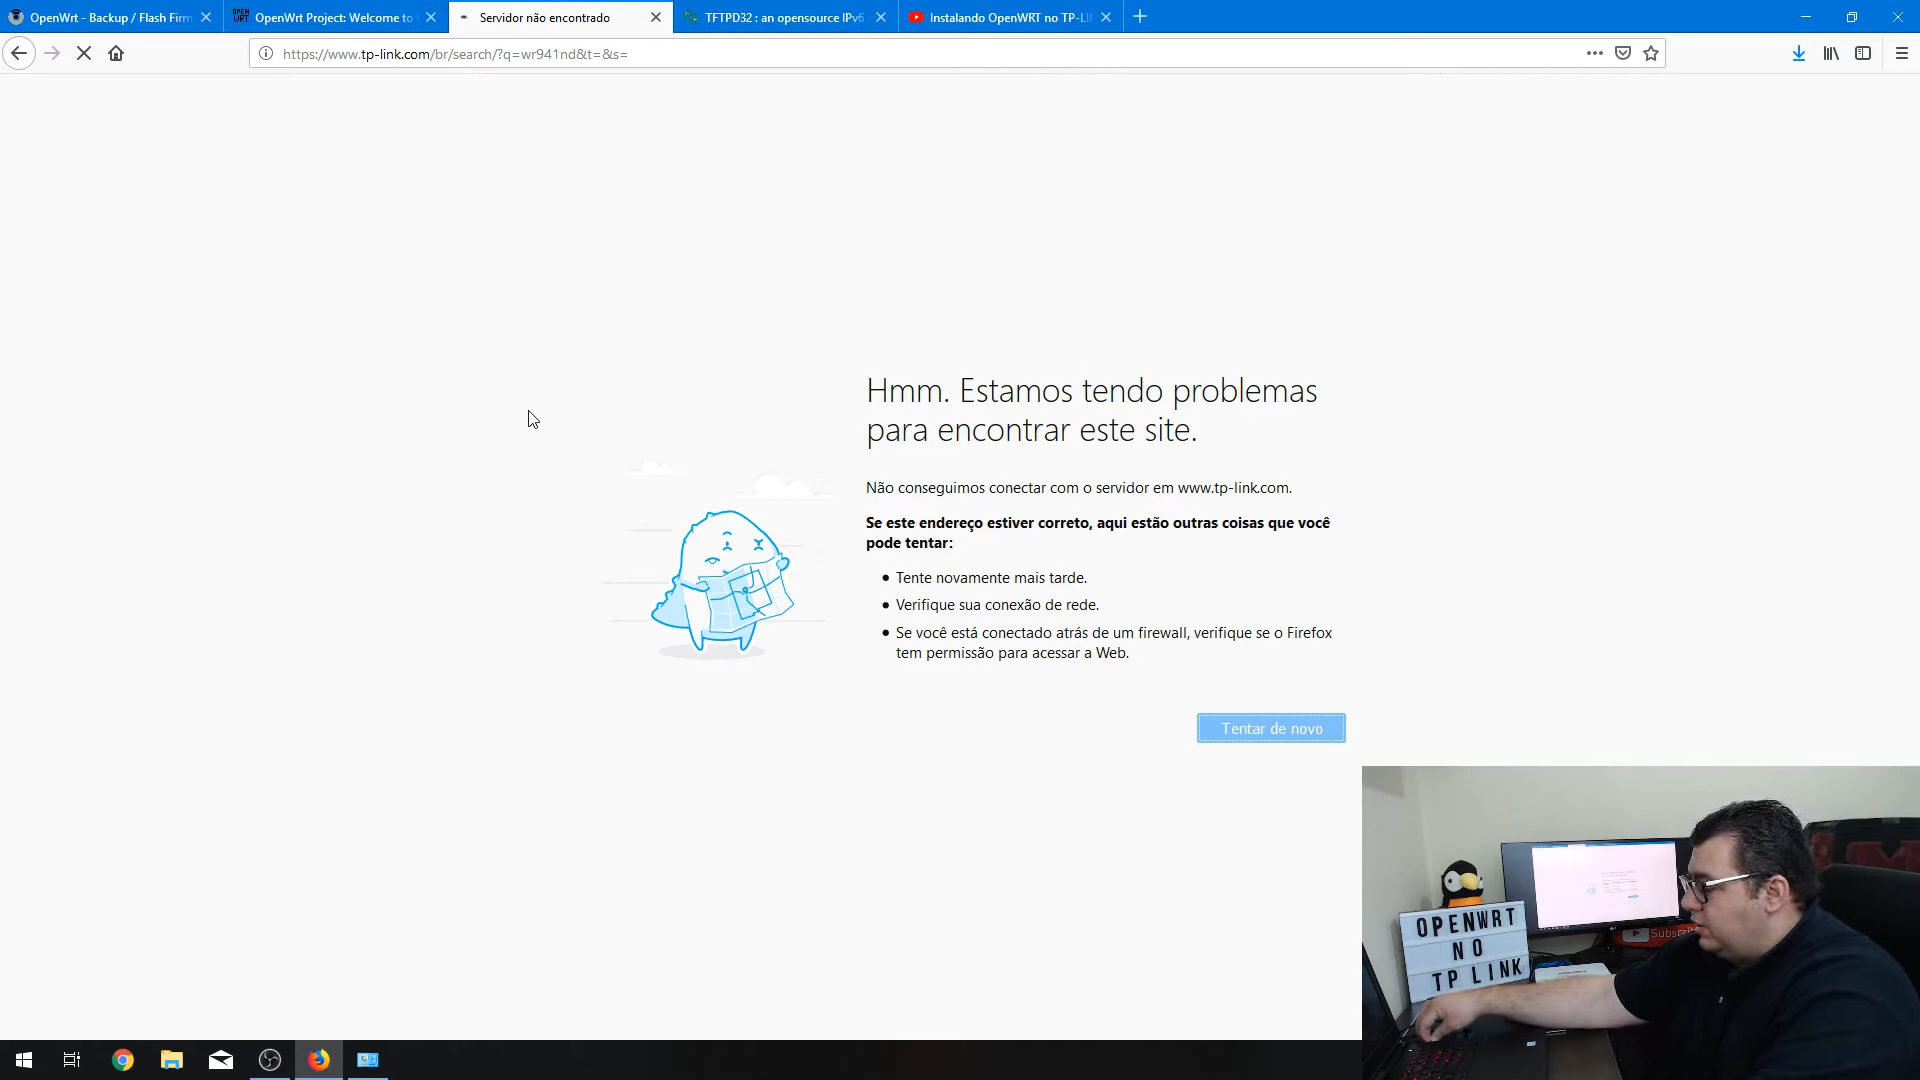 OpenWrt - Backup / Flash Firm
OpenWrt Project: Welcome to
Servidor não encontrado
TFTPD32 : an opensource IPv6
Instalando OpenWRT no TP-LI
https://www.tp-link.com/br/search/?q=wr941nd&t=&s=
Hmm. Estamos tendo problemas
para encontrar este site.
Não conseguimos conectar com o servidor em www.tp-link.com.
Se este endereço estiver correto, aqui estão outras coisas que você
pode tentar:
Tente novamente mais tarde.
Verifique sua conexão de rede.
Se você está conectado atrás de um firewall, verifique se o Firefox
tem permissão para acessar a Web.
Tentar de novo
OPENWRT
NO
TP LINK
Subscri